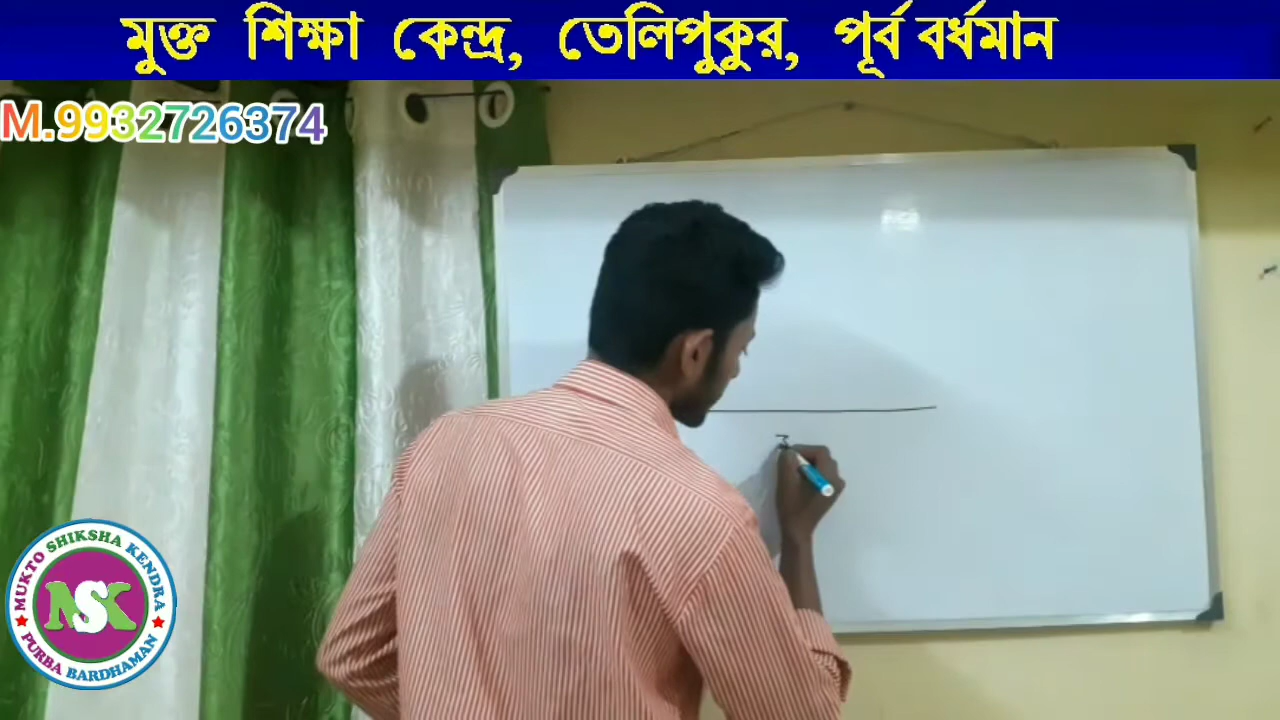 মুক্ত শিক্ষা কেন্দ্র, তেলিপুকুর, পূর্ব বর্ধমান
M.9932726374
MUKTO SHIKSHA KENDRA
MSK
PURBA BARDHAMAN